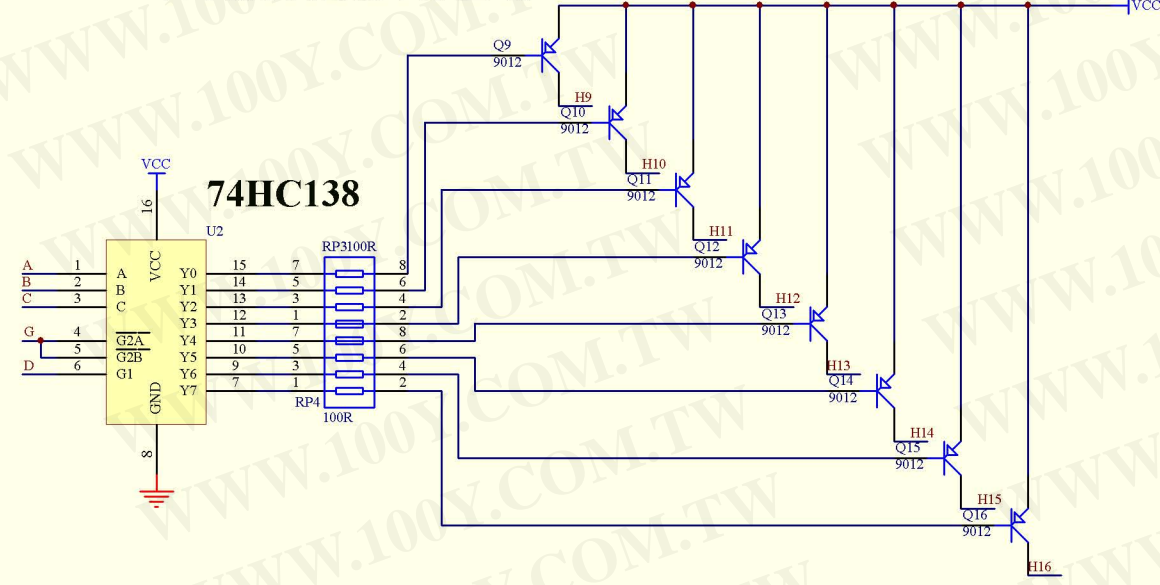 VCC
Q9
9012
H9
Q10
9012
H10
Q11
9012
H11
Q12
9012
H12
Q13
9012
H13
Q14
9012
H14
Q15
9012
H15
Q16
9012
H16
VCC
16
74HC138
U2
RP3100R
A 1 A VCC Y0 15 7 8
B 2 B Y1 14 5 6
C 3 C Y2 13 3 4
Y3 12 1 2
G 4 G2A Y4 11 7 8
5 G2B Y5 10 5 6
D 6 G1 Y6 9 3 4
GND Y7 7 1 2
RP4
100R
8
WWW.100Y.COM.TW